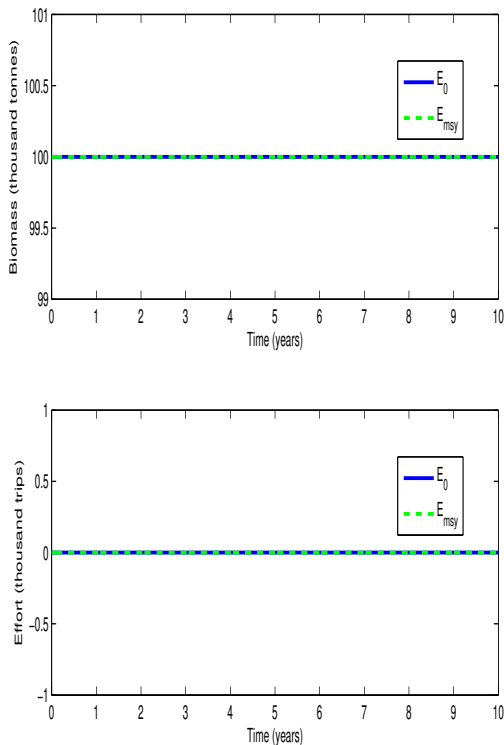 101
100.5
100
99.5
99
Biomass (thousand tonnes)
E0
Emsy
0 1 2 3 4 5 6 7 8 9 10
Time (years)
1
0.5
0
−0.5
−1
Effort (thousand trips)
E0
Emsy
0 1 2 3 4 5 6 7 8 9 10
Time (years)